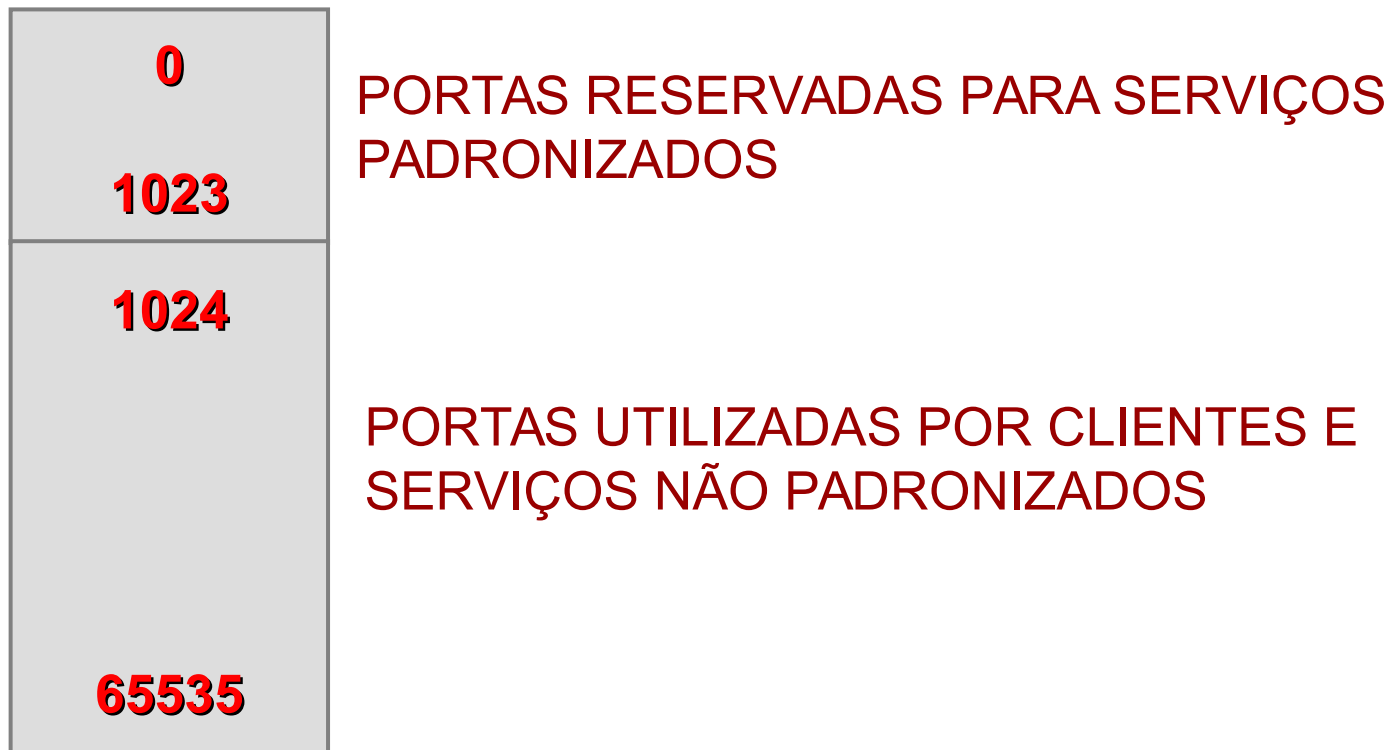 0
1023
PORTAS RESERVADAS PARA SERVIÇOS
PADRONIZADOS
1024
65535
PORTAS UTILIZADAS POR CLIENTES E
SERVIÇOS NÃO PADRONIZADOS